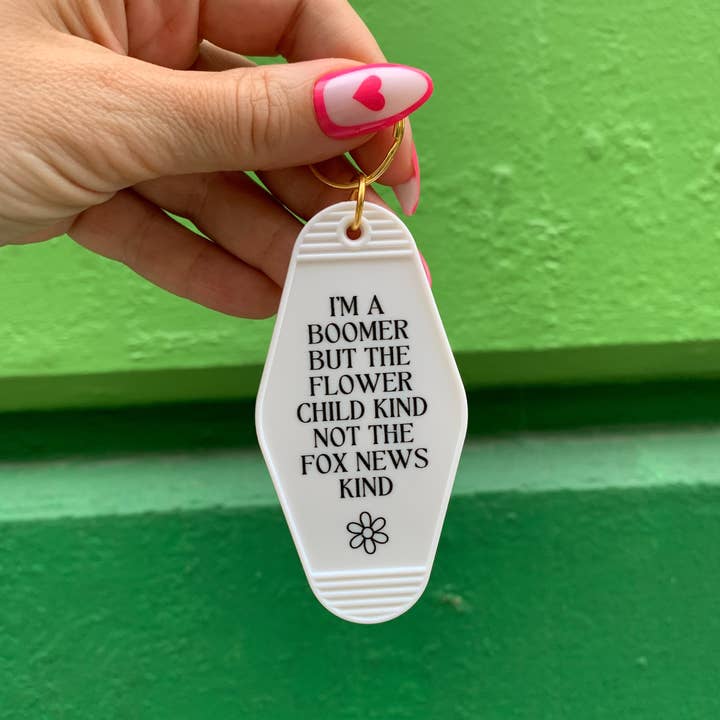 I'M A
BOOMER
BUT THE
FLOWER
CHILD KIND
NOT THE
FOX NEWS
KIND